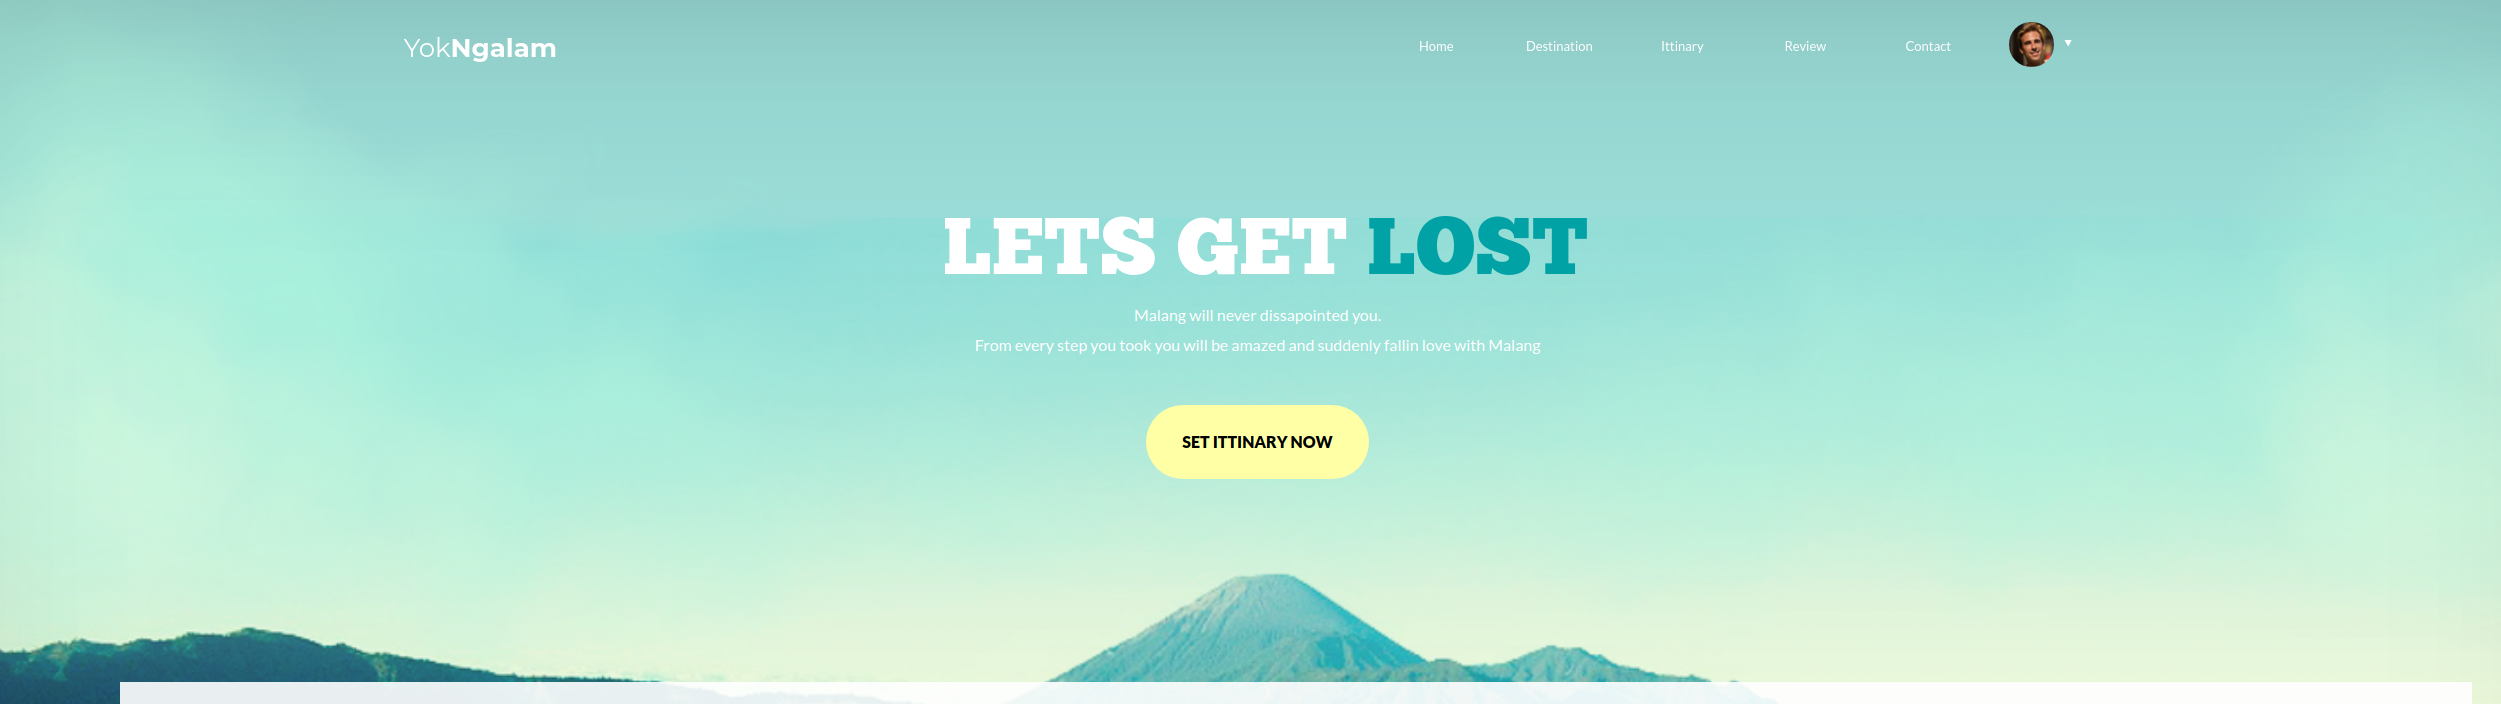 YokNgalam
Home Destination Ittinary Review Contact
LETS GET LOST
Malang will never dissapointed you.
From every step you took you will be amazed and suddenly fallin love with Malang
SET ITTINARY NOW